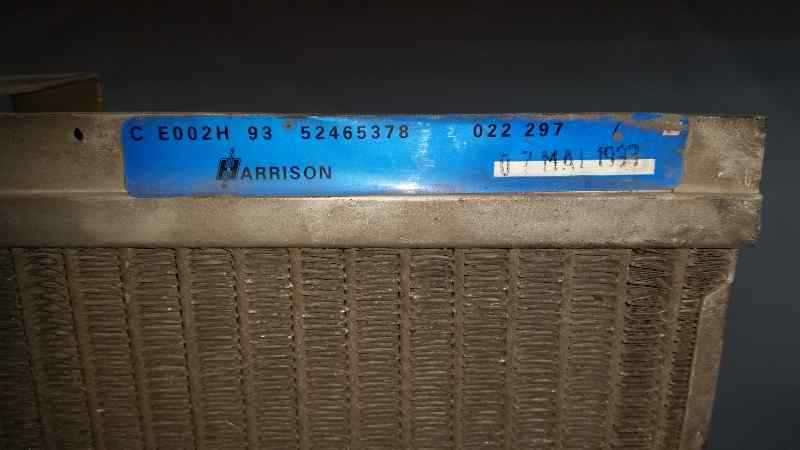 C E002H 93 52465378 022 297 /
HARRISON
07 MAI 1993